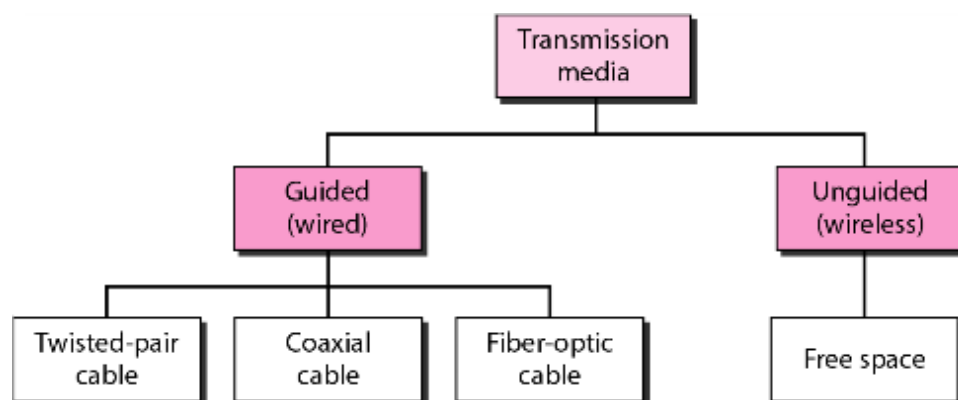 Transmission
media
Guided
(wired)
Unguided
(wireless)
Twisted-pair
cable
Coaxial
cable
Fiber-optic
cable
Free space